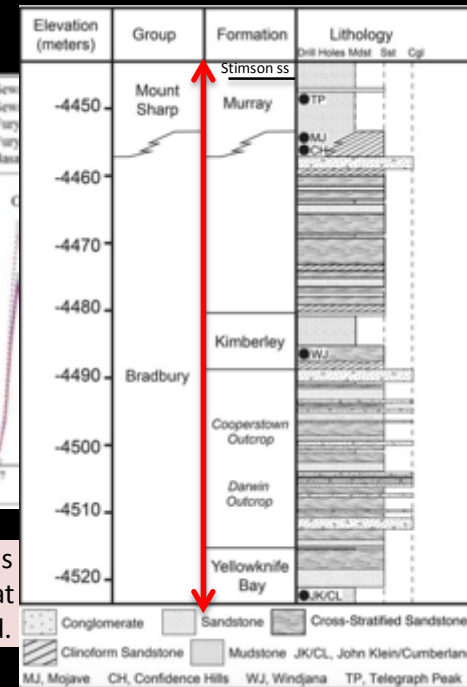 Elevation (meters)
Group
Formation
Lithology
Drill Holes Mdst Sst Cgl
Stimson ss
-4450
Mount Sharp
Murray
TP
MJ
CH
-4460
-4470
-4480
Kimberley
WJ
-4490
Bradbury
Cooperstown Outcrop
-4500
Darwin Outcrop
-4510
Yellowknife Bay
-4520
JK/CL
Conglomerate
Sandstone
Cross-Stratified Sandstone
Clinoform Sandstone
Mudstone
JK/CL, John Klein/Cumberland
MJ, Mojave CH, Confidence Hills WJ, Windjana TP, Telegraph Peak